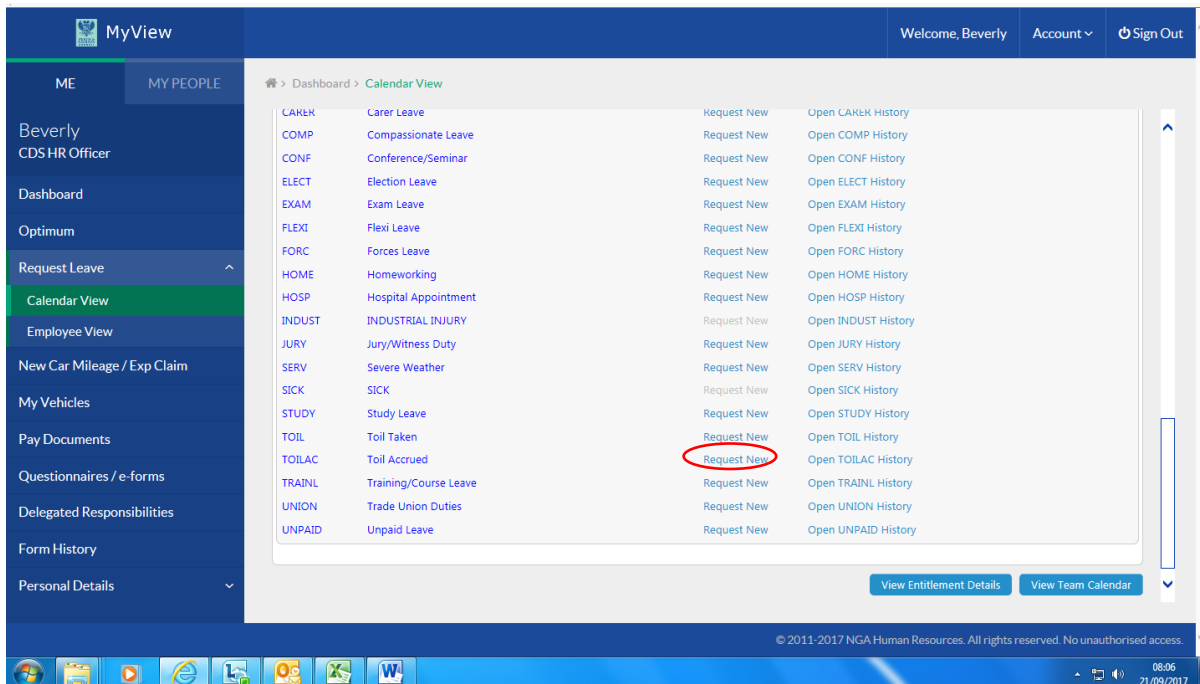 MyView
Welcome, Beverly
Account
Sign Out
ME
MY PEOPLE
> Dashboard > Calendar View
Beverly
CDS HR Officer
Dashboard
Optimum
Request Leave
Calendar View
Employee View
New Car Mileage / Exp Claim
My Vehicles
Pay Documents
Questionnaires / e-forms
Delegated Responsibilities
Form History
Personal Details
CARER Carer Leave Request New Open CARER History
COMP Compassionate Leave Request New Open COMP History
CONF Conference/Seminar Request New Open CONF History
ELECT Election Leave Request New Open ELECT History
EXAM Exam Leave Request New Open EXAM History
FLEXI Flexi Leave Request New Open FLEXI History
FORC Forces Leave Request New Open FORC History
HOME Homeworking Request New Open HOME History
HOSP Hospital Appointment Request New Open HOSP History
INDUST INDUSTRIAL INJURY Request New Open INDUST History
JURY Jury/Witness Duty Request New Open JURY History
SERV Severe Weather Request New Open SERV History
SICK SICK Request New Open SICK History
STUDY Study Leave Request New Open STUDY History
TOIL Toil Taken Request New Open TOIL History
TOILAC Toil Accrued Request New Open TOILAC History
TRAINL Training/Course Leave Request New Open TRAINL History
UNION Trade Union Duties Request New Open UNION History
UNPAID Unpaid Leave Request New Open UNPAID History
View Entitlement Details
View Team Calendar
© 2011-2017 NGA Human Resources. All rights reserved. No unauthorised access.
08:06
21/09/2017